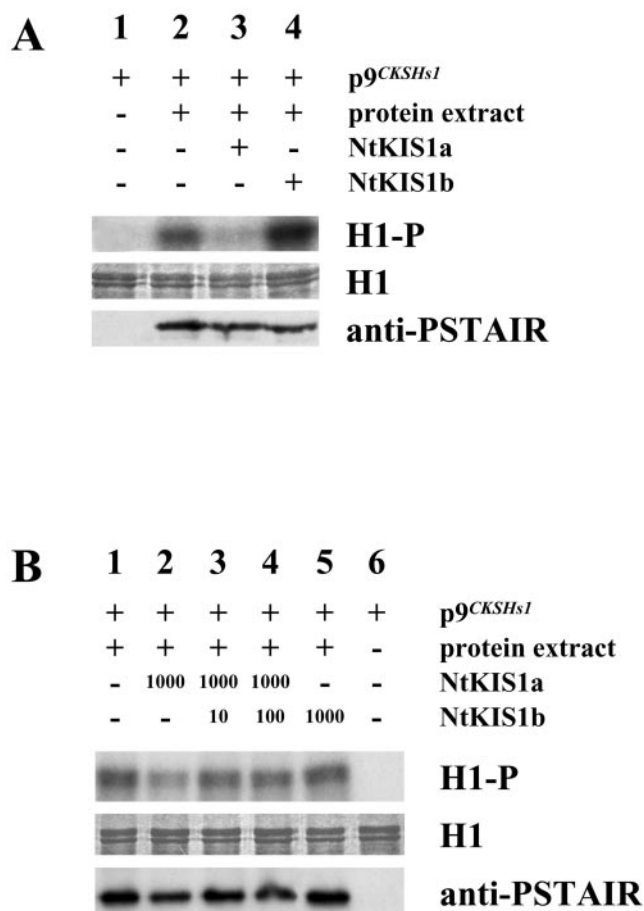 A
1 2 3 4
+ + + + p9CKSHs1
- + + + protein extract
- - + - NtKIS1a
- - - + NtKIS1b
H1-P
H1
anti-PSTAIR
B
1 2 3 4 5 6
+ + + + + + p9CKSHs1
+ + + + + - protein extract
- 1000 1000 1000 - - NtKIS1a
- - 10 100 1000 - NtKIS1b
H1-P
H1
anti-PSTAIR